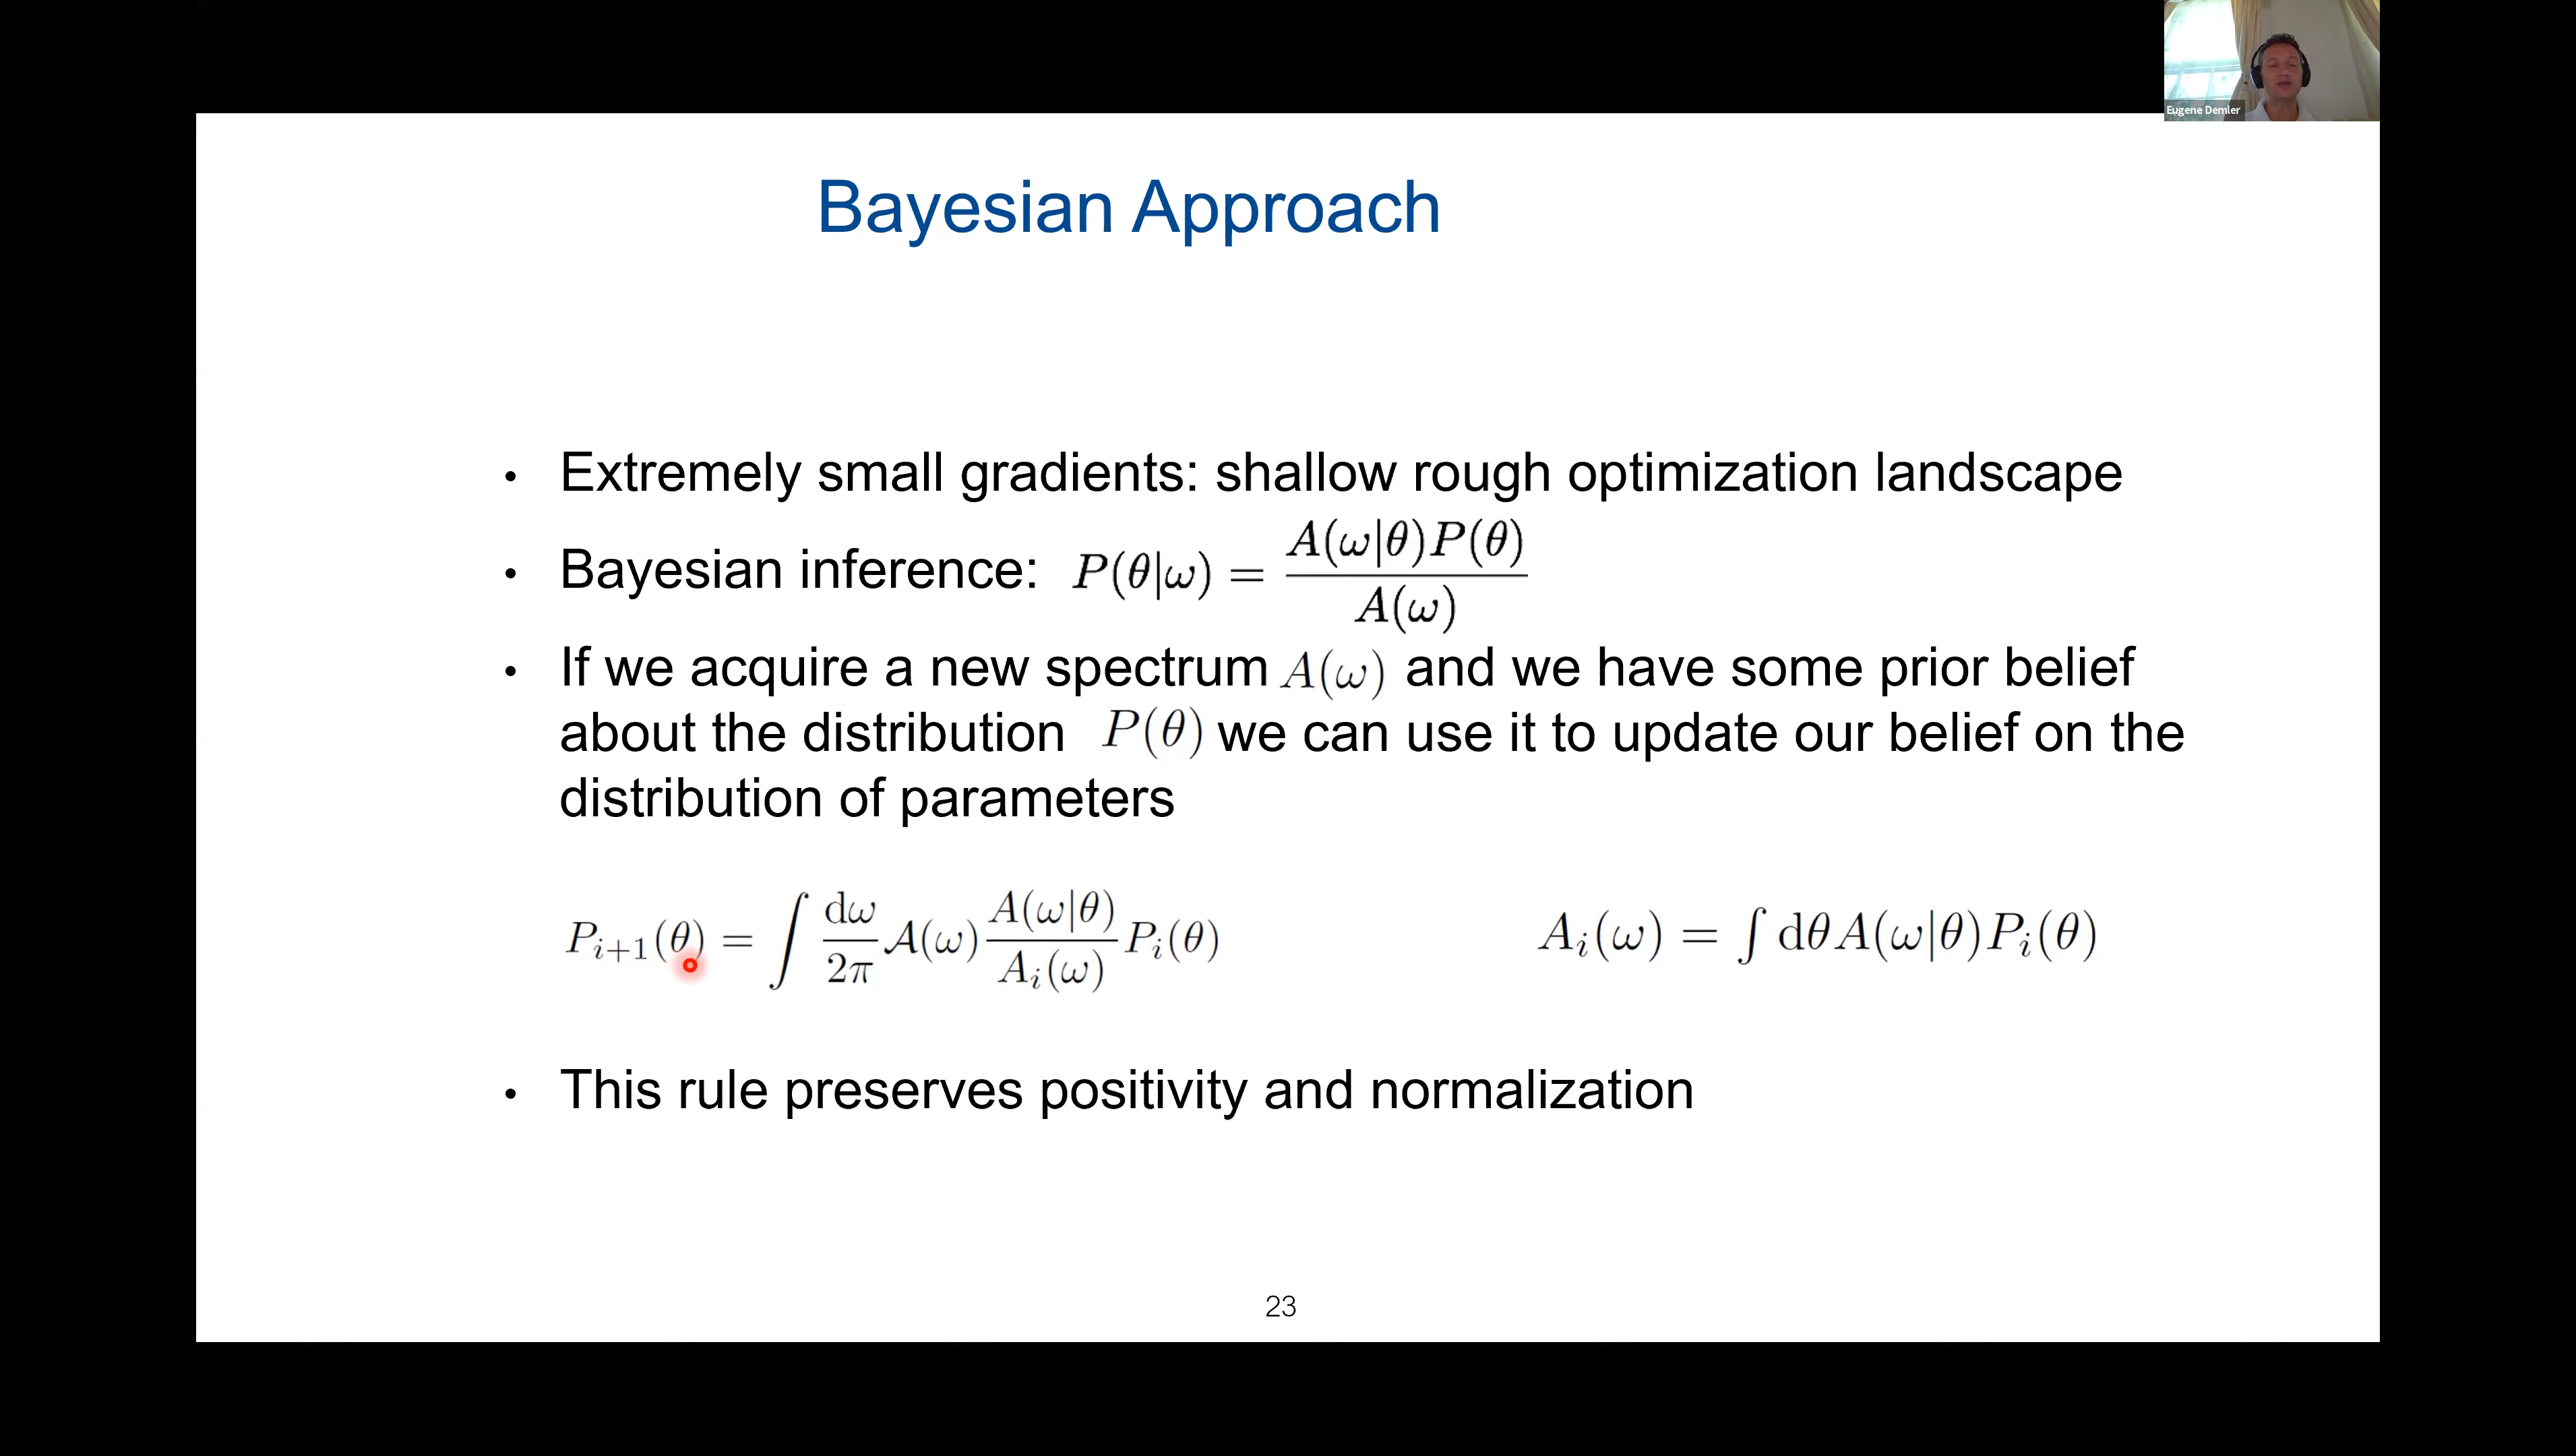 Eugene Demler
Bayesian Approach
• Extremely small gradients: shallow rough optimization landscape
• Bayesian inference: P(θ|ω) = A(ω|θ)P(θ) / A(ω)
• If we acquire a new spectrum A(ω) and we have some prior belief
about the distribution P(θ) we can use it to update our belief on the
distribution of parameters
P_{i+1}(θ) = ∫ dω/2π 𝒜(ω) A(ω|θ)/A_i(ω) P_i(θ)
A_i(ω) = ∫ dθA(ω|θ)P_i(θ)
• This rule preserves positivity and normalization
23